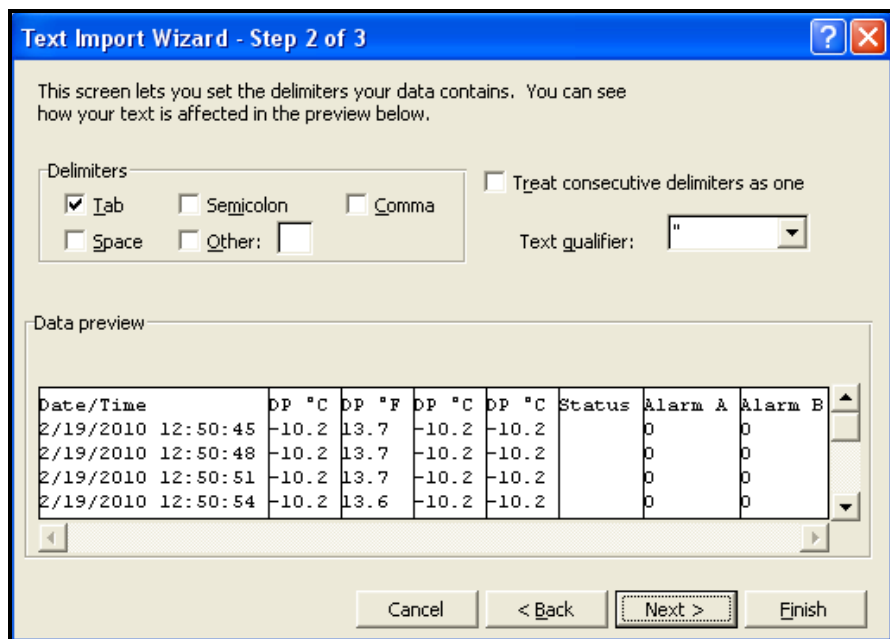 Text Import Wizard - Step 2 of 3
This screen lets you set the delimiters your data contains. You can see
how your text is affected in the preview below.
Delimiters
Tab Semicolon Comma
Space Other:
Treat consecutive delimiters as one
Text qualifier: "
Data preview
Date/Time DP °C DP °F DP °C DP °C Status Alarm A Alarm B
2/19/2010 12:50:45 -10.2 13.7 -10.2 -10.2 0 0
2/19/2010 12:50:48 -10.2 13.7 -10.2 -10.2 0 0
2/19/2010 12:50:51 -10.2 13.7 -10.2 -10.2 0 0
2/19/2010 12:50:54 -10.2 13.6 -10.2 -10.2 0 0
Cancel < Back Next > Finish